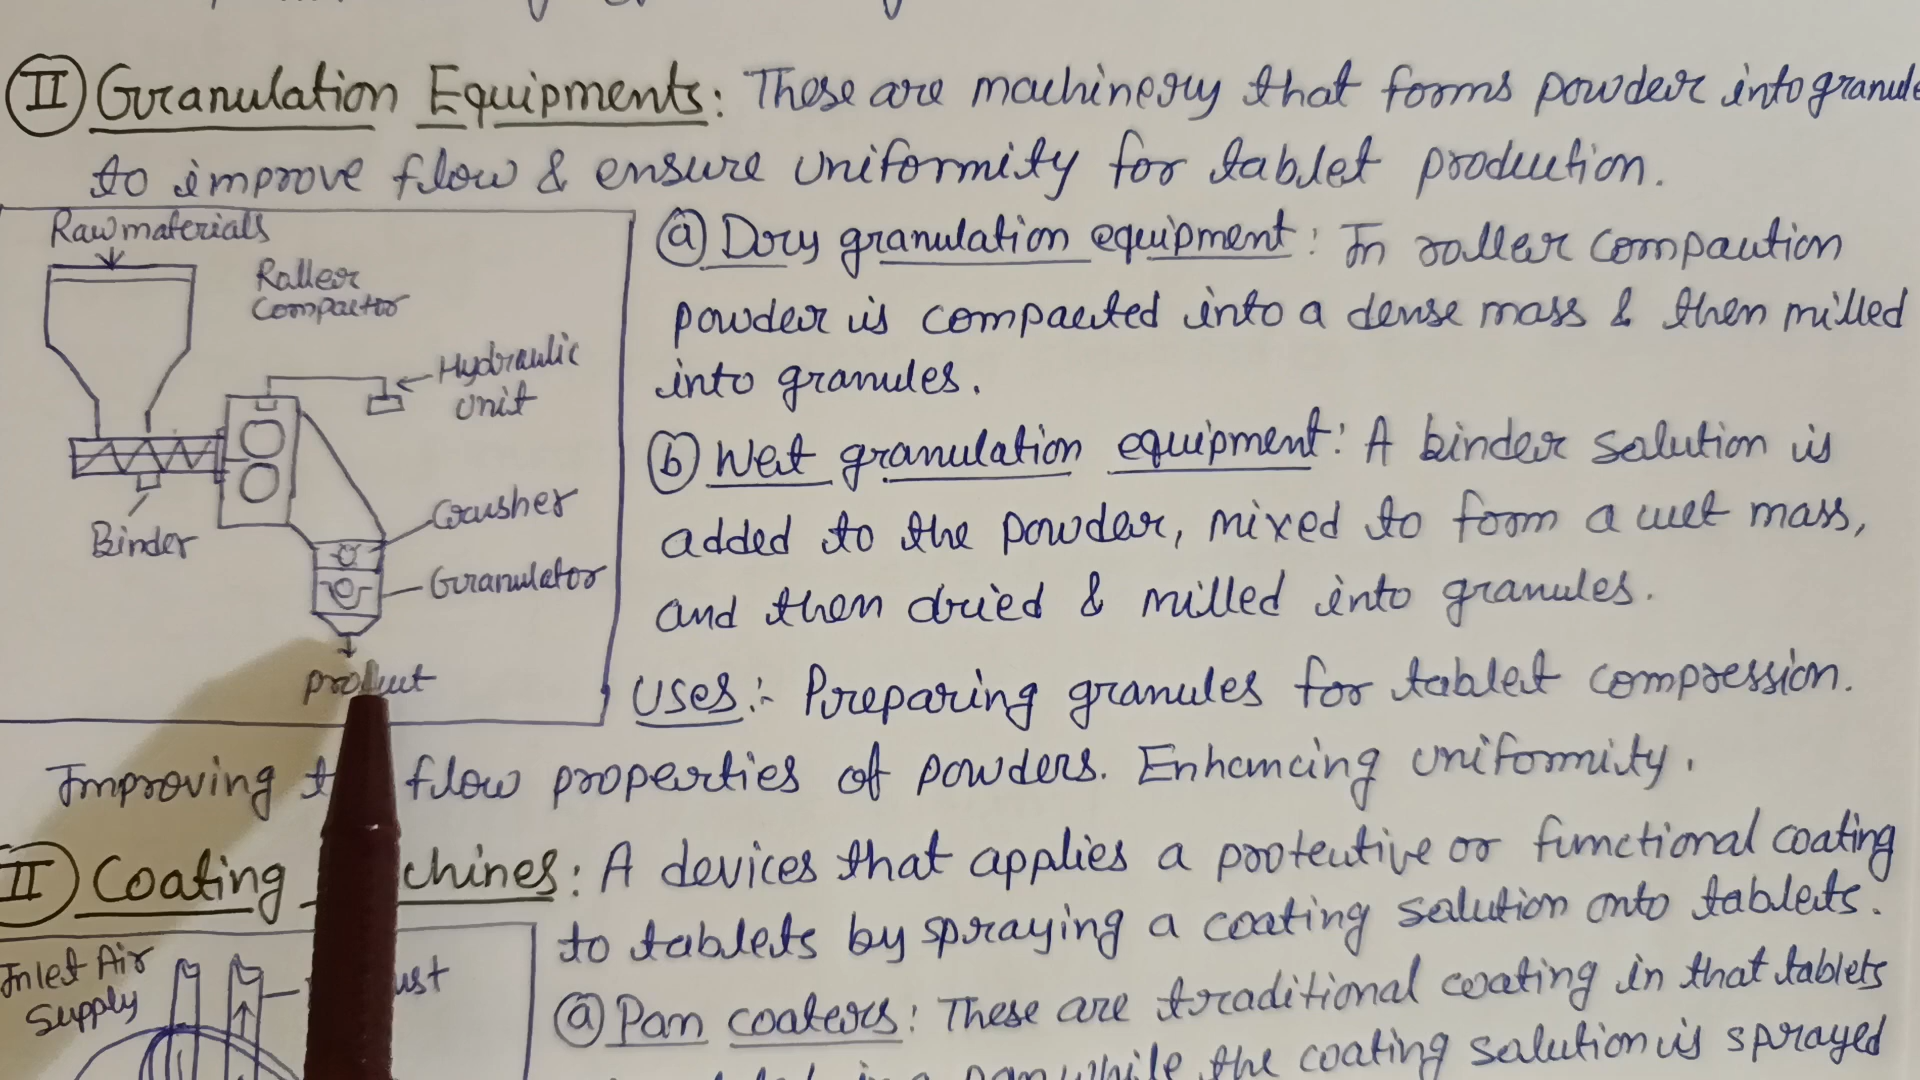 II Granulation Equipments: These are machinery that forms powder into granule
to improve flow & ensure uniformity for tablet production.
Raw materials
Roller
Compactor
Hydraulic
Unit
Binder
Crusher
Granulator
Product
a Dry granulation equipment: In roller compaction
powder is compacted into a dense mass & then milled
into granules.
b Wet granulation equipment: A binder solution is
added to the powder, mixed to form a wet mass,
and then dried & milled into granules.
Uses:- Preparing granules for tablet compression.
Improving flow properties of powders. Enhancing uniformity.
II Coating chines: A devices that applies a protective or functional coating
to tablets by spraying a coating solution onto tablets.
Inlet Air
Supply
ust
a Pan coaters: These are traditional coating in that tablets
in a pan while the coating solution is sprayed